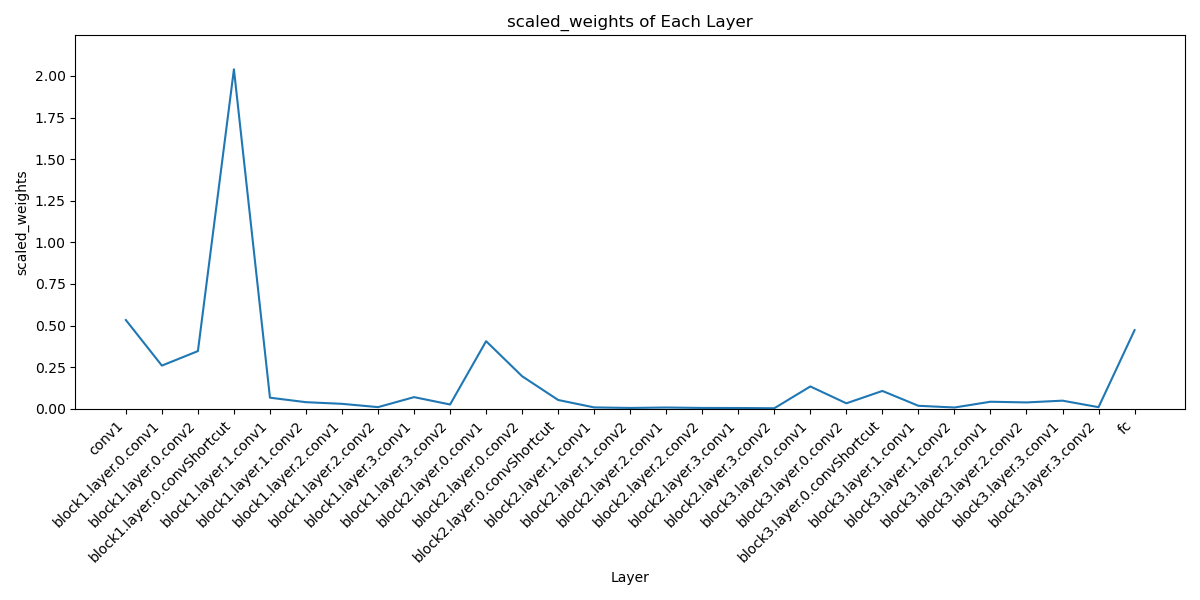 scaled_weights of Each Layer
scaled_weights
2.00
1.75
1.50
1.25
1.00
0.75
0.50
0.25
0.00
conv1
block1.layer.0.conv1
block1.layer.0.conv2
block1.layer.0.convShortcut
block1.layer.1.conv1
block1.layer.1.conv2
block1.layer.2.conv1
block1.layer.2.conv2
block1.layer.3.conv1
block1.layer.3.conv2
block2.layer.0.conv1
block2.layer.0.conv2
block2.layer.0.convShortcut
block2.layer.1.conv1
block2.layer.1.conv2
block2.layer.2.conv1
block2.layer.2.conv2
block2.layer.3.conv1
block2.layer.3.conv2
block3.layer.0.conv1
block3.layer.0.conv2
block3.layer.0.convShortcut
block3.layer.1.conv1
block3.layer.1.conv2
block3.layer.2.conv1
block3.layer.2.conv2
block3.layer.3.conv1
block3.layer.3.conv2
fc
Layer